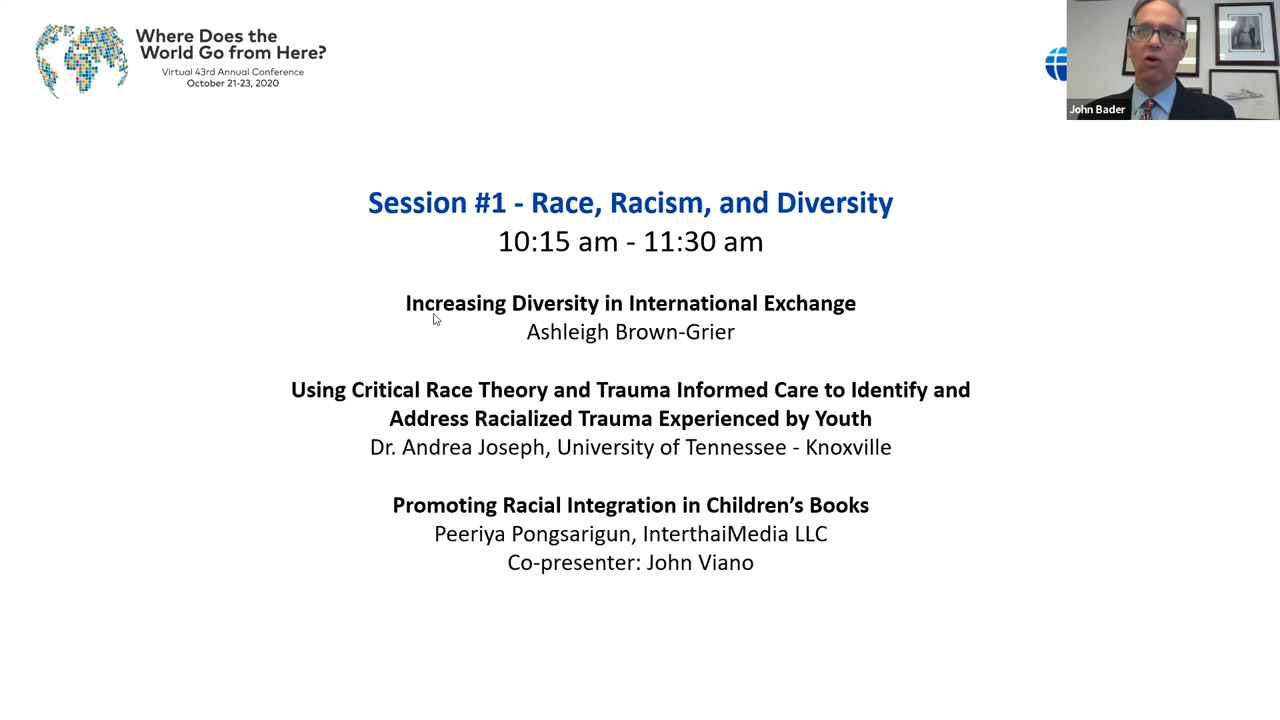 Where Does the
World Go from Here?
Virtual 43rd Annual Conference
October 21-23, 2020
John Bader
Session #1 - Race, Racism, and Diversity
10:15 am - 11:30 am
Increasing Diversity in International Exchange
Ashleigh Brown-Grier
Using Critical Race Theory and Trauma Informed Care to Identify and
Address Racialized Trauma Experienced by Youth
Dr. Andrea Joseph, University of Tennessee - Knoxville
Promoting Racial Integration in Children’s Books
Peeriya Pongsarigun, InterthaiMedia LLC
Co-presenter: John Viano